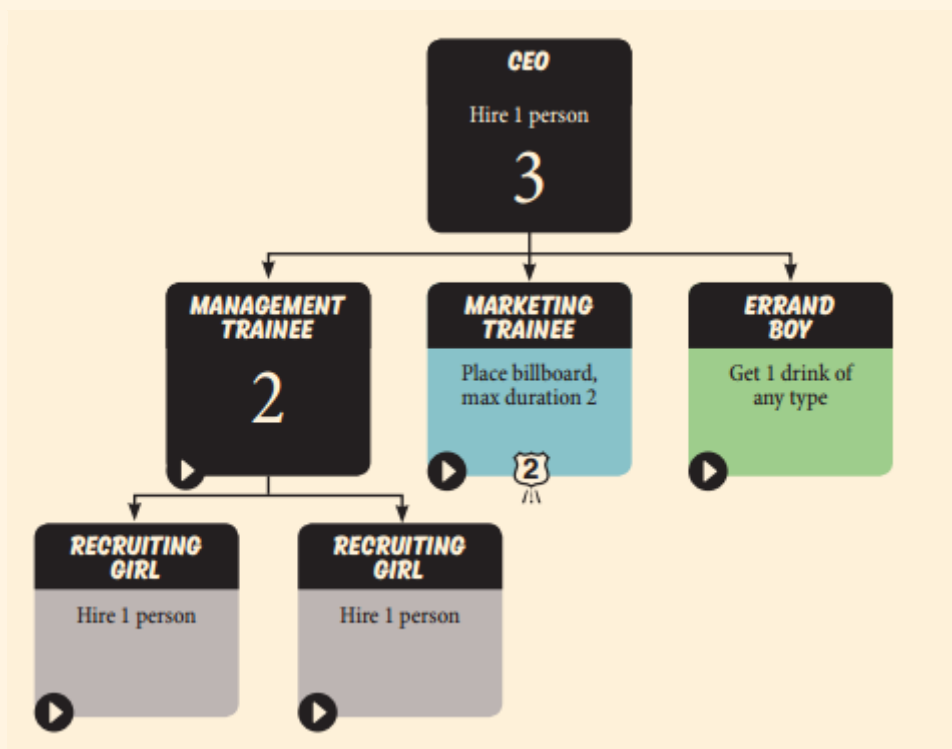 CEO
Hire 1 person
3
MANAGEMENT
TRAINEE
2
MARKETING
TRAINEE
Place billboard,
max duration 2
2
ERRAND
BOY
Get 1 drink of
any type
RECRUITING
GIRL
Hire 1 person
RECRUITING
GIRL
Hire 1 person